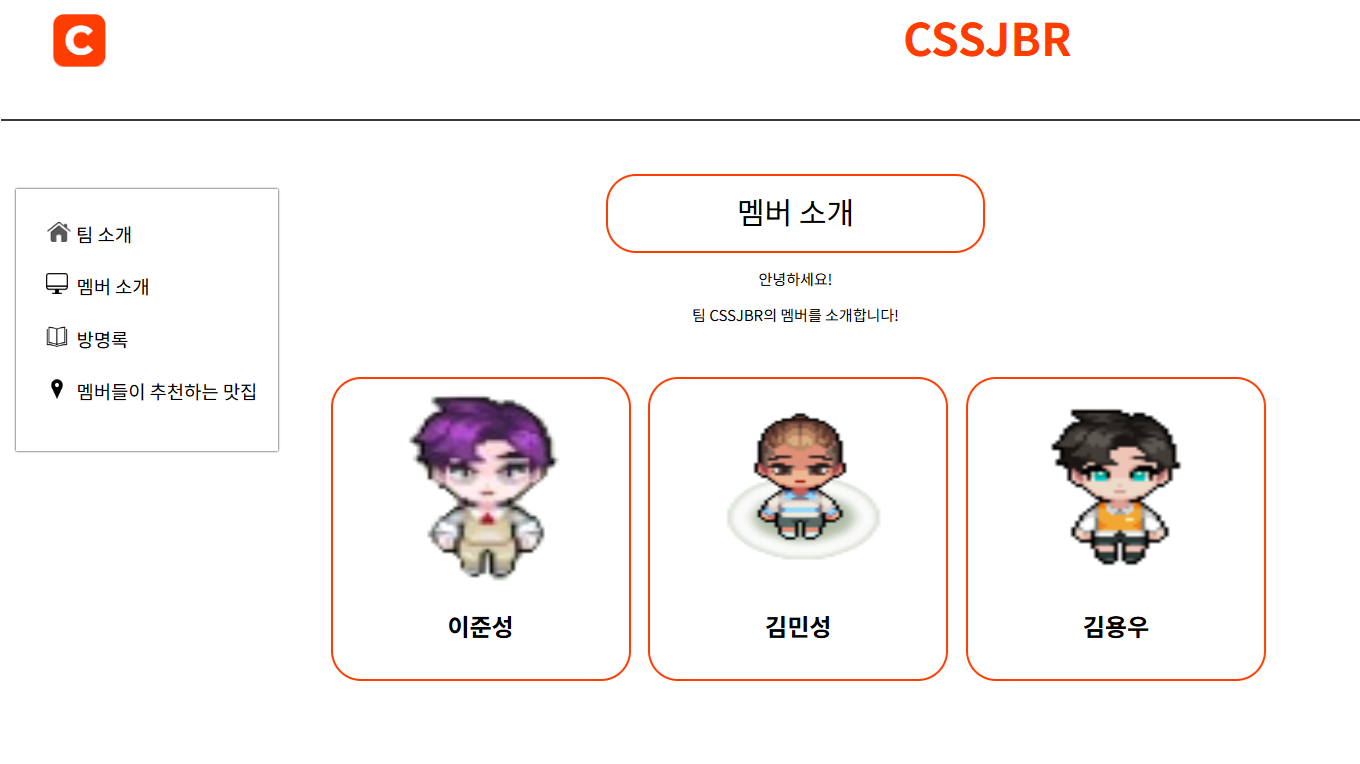 C
CSSJBR
팀 소개
멤버 소개
방명록
멤버들이 추천하는 맛집
멤버 소개
안녕하세요!
팀 CSSJBR의 멤버를 소개합니다!
이준성
김민성
김용우